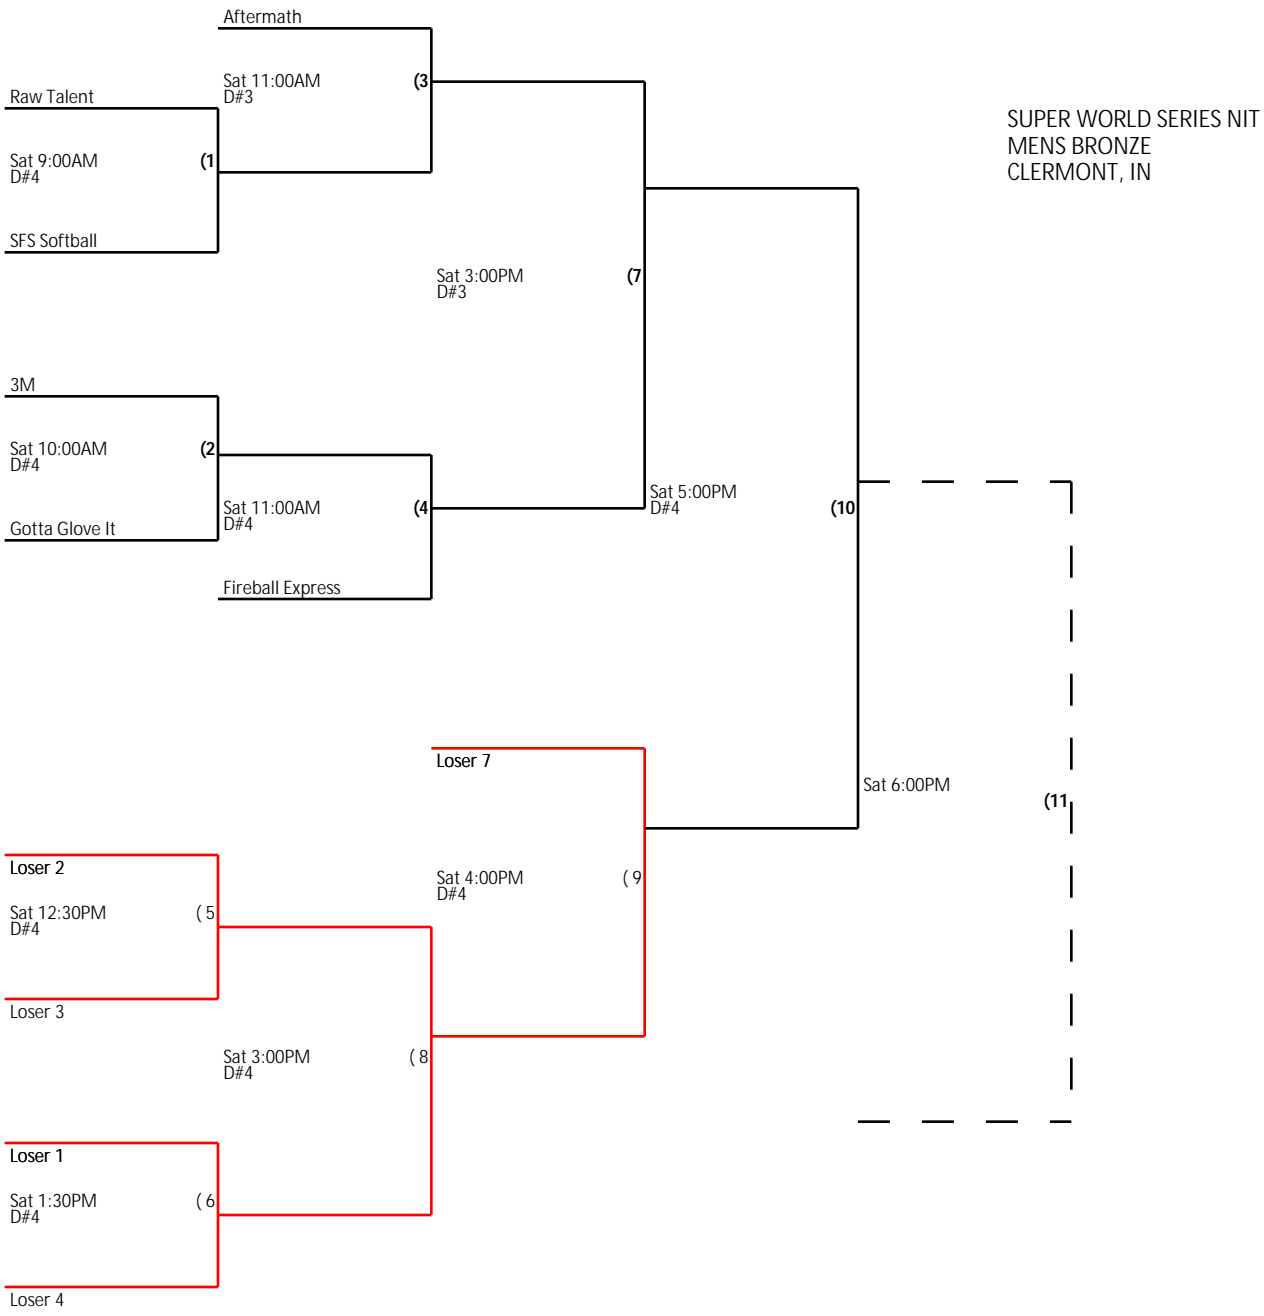 Aftermath
Sat 11:00AM (3
D#3
Raw Talent
SUPER WORLD SERIES NIT
MENS BRONZE
CLERMONT, IN
Sat 9:00AM (1
D#4
SFS Softball
Sat 3:00PM (7
D#3
3M
Sat 10:00AM (2
D#4
Sat 11:00AM (4
D#4
Sat 5:00PM (10
D#4
Gotta Glove It
Fireball Express
Loser 7
Sat 6:00PM (11
Loser 2
Sat 4:00PM ( 9
D#4
Sat 12:30PM ( 5
D#4
Loser 3
Sat 3:00PM ( 8
D#4
Loser 1
Sat 1:30PM ( 6
D#4
Loser 4